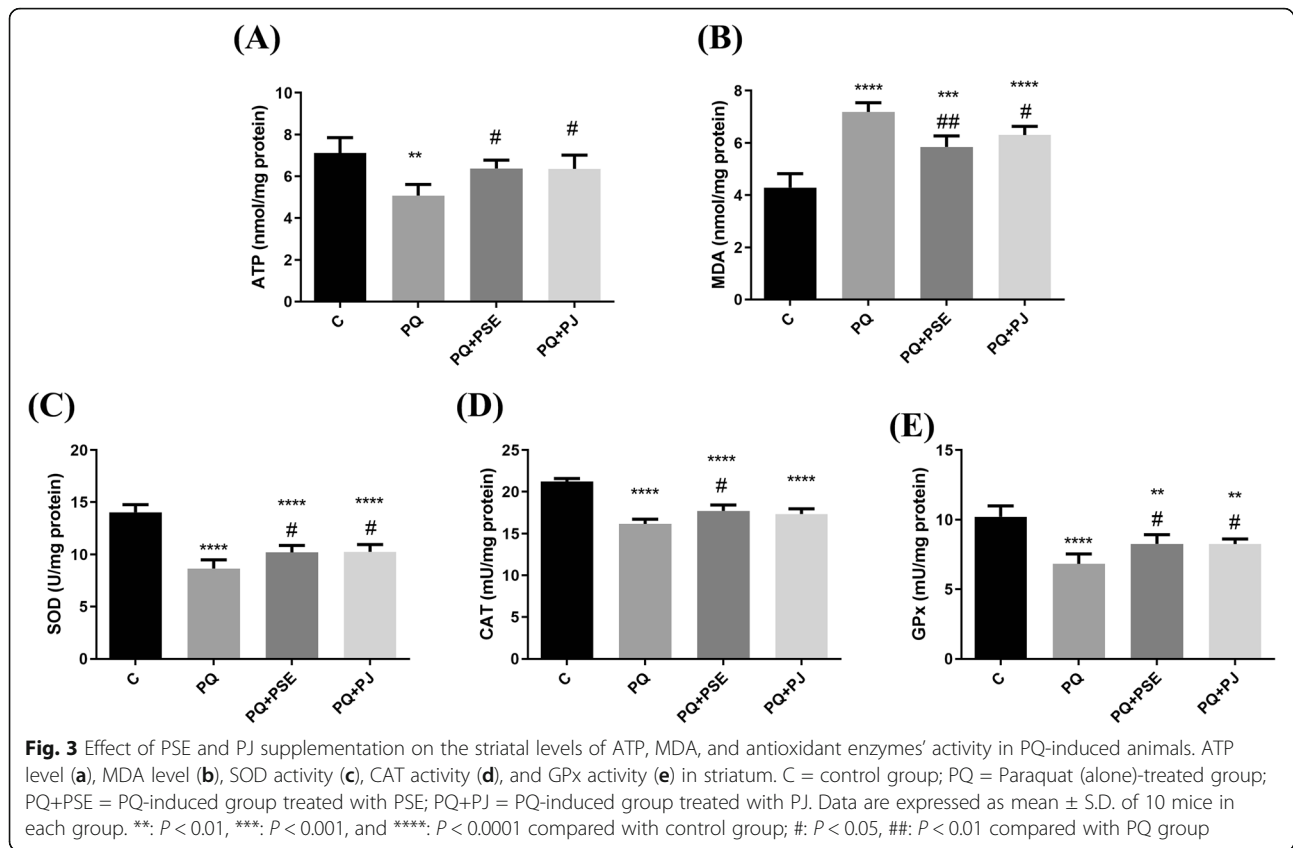 (A)
ATP (nmol/mg protein)
10
8
6
4
2
0
**
#
#
C
PQ
PQ+PSE
PQ+PJ
(B)
MDA (nmol/mg protein)
8
6
4
2
0
****
***
##
****
#
C
PQ
PQ+PSE
PQ+PJ
(C)
SOD (U/mg protein)
20
15
10
5
0
****
****
#
****
#
C
PQ
PQ+PSE
PQ+PJ
(D)
CAT (mU/mg protein)
25
20
15
10
5
0
****
****
#
****
C
PQ
PQ+PSE
PQ+PJ
(E)
GPx (mU/mg protein)
15
10
5
0
****
**
#
**
#
C
PQ
PQ+PSE
PQ+PJ
Fig. 3 Effect of PSE and PJ supplementation on the striatal levels of ATP, MDA, and antioxidant enzymes' activity in PQ-induced animals. ATP
level (a), MDA level (b), SOD activity (c), CAT activity (d), and GPx activity (e) in striatum. C = control group; PQ = Paraquat (alone)-treated group;
PQ+PSE = PQ-induced group treated with PSE; PQ+PJ = PQ-induced group treated with PJ. Data are expressed as mean ± S.D. of 10 mice in
each group. **: P < 0.01, ***: P < 0.001, and ****: P < 0.0001 compared with control group; #: P < 0.05, ##: P < 0.01 compared with PQ group